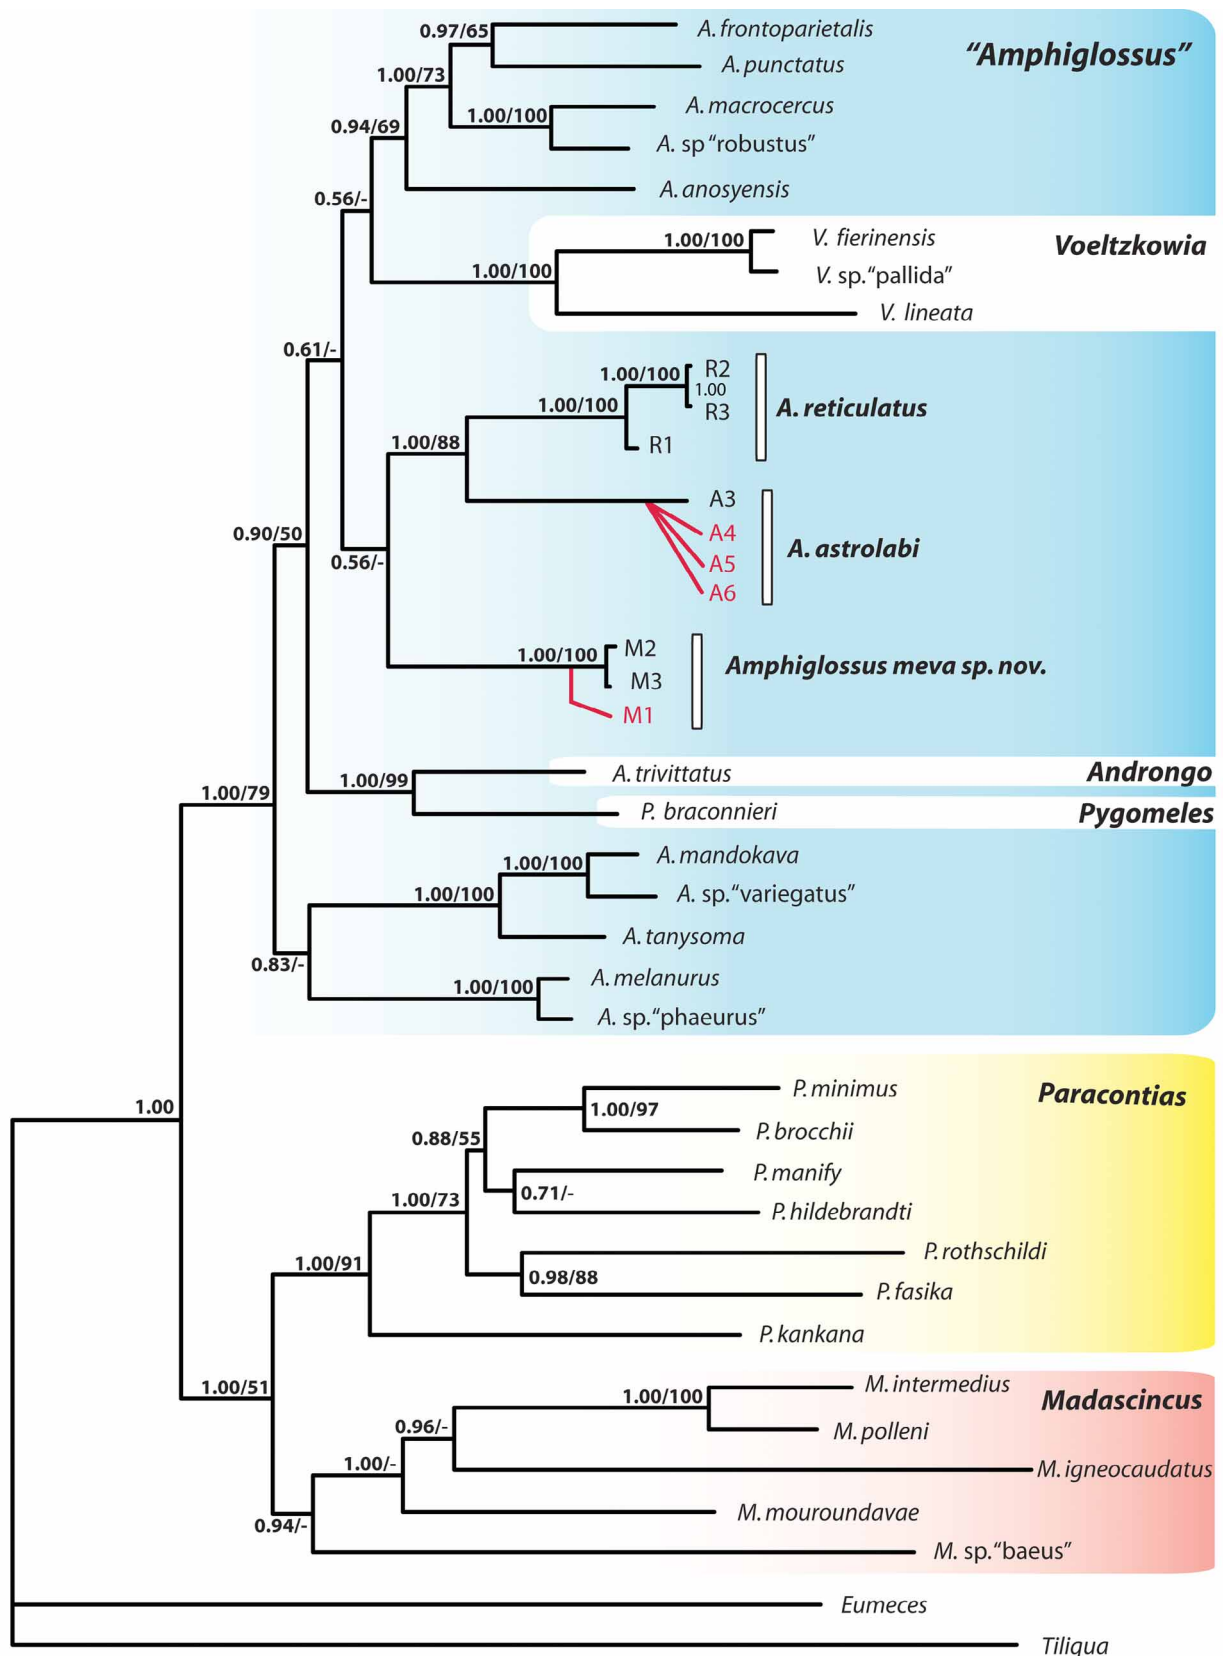 0.97/65
A. frontoparietalis
"Amphiglossus"
A. punctatus
1.00/73
A. macrocercus
1.00/100
0.94/69
A. sp "robustus"
A. anosyensis
0.56/-
V. fierinensis
1.00/100
Voeltzkowia
1.00/100
V. sp. "pallida"
V. lineata
0.61/-
R2
1.00/100
1.00
R3
1.00/100
A. reticulatus
1.00/88
R1
A3
0.90/50
A4
A. astrolabi
0.56/-
A5
A6
M2
1.00/100
Amphiglossus meva sp. nov.
M3
M1
A. trivittatus
Androngo
1.00/99
1.00/79
P. braconnieri
Pygomeles
A. mandokava
1.00/100
1.00/100
A. sp. "variegatus"
A. tanysoma
0.83/-
A. melanurus
1.00/100
A. sp. "phaeurus"
P. minimus
Paracontias
1.00
1.00/97
P. brocchii
0.88/55
P. manify
0.71/-
1.00/73
P. hildebrandti
P. rothschildi
1.00/91
0.98/88
P. fasika
P. kankana
1.00/51
M. intermedius
1.00/100
Madascincus
0.96/-
M. polleni
1.00/-
M. igneocaudatus
M. mouroundavae
0.94/-
M. sp. "baeus"
Eumeces
Tiliqua